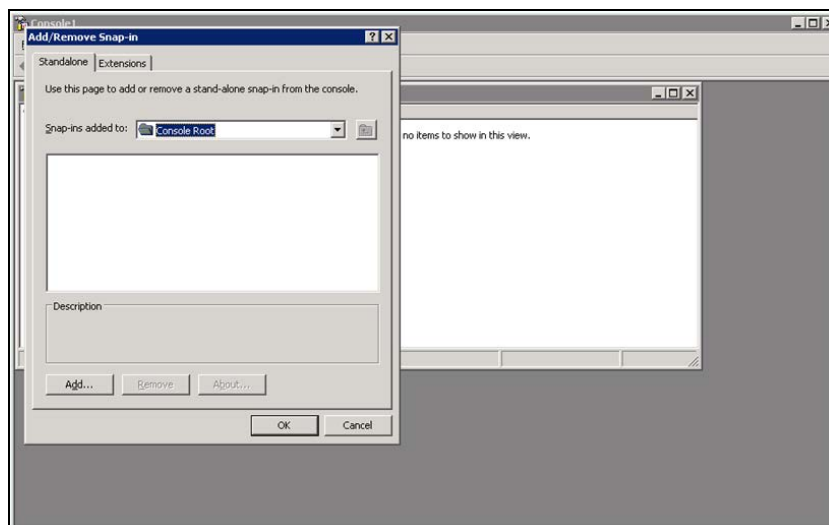 Console1
Add/Remove Snap-in
Standalone
Extensions
Use this page to add or remove a stand-alone snap-in from the console.
Snap-ins added to:
Console Root
no items to show in this view.
Description
Add...
Remove
About...
OK
Cancel